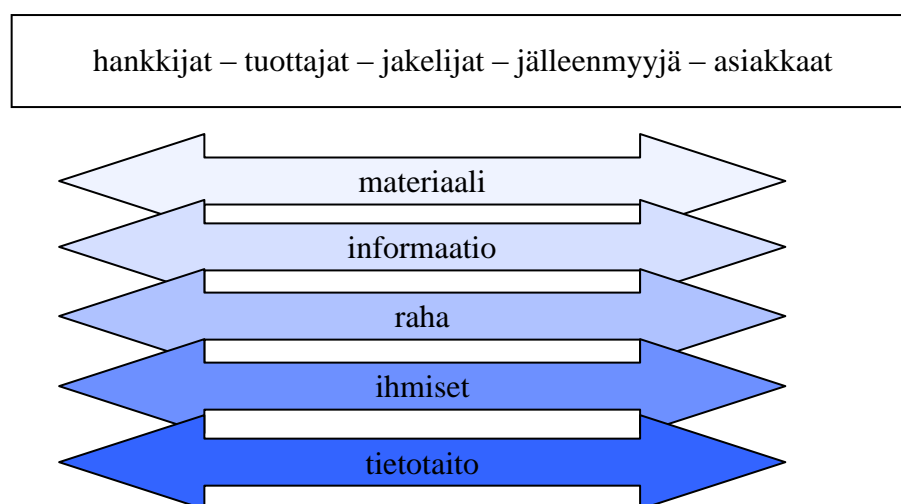 hankkijat – tuottajat – jakelijat – jälleenmyyjä – asiakkaat
materiaali
informaatio
raha
ihmiset
tietotaito